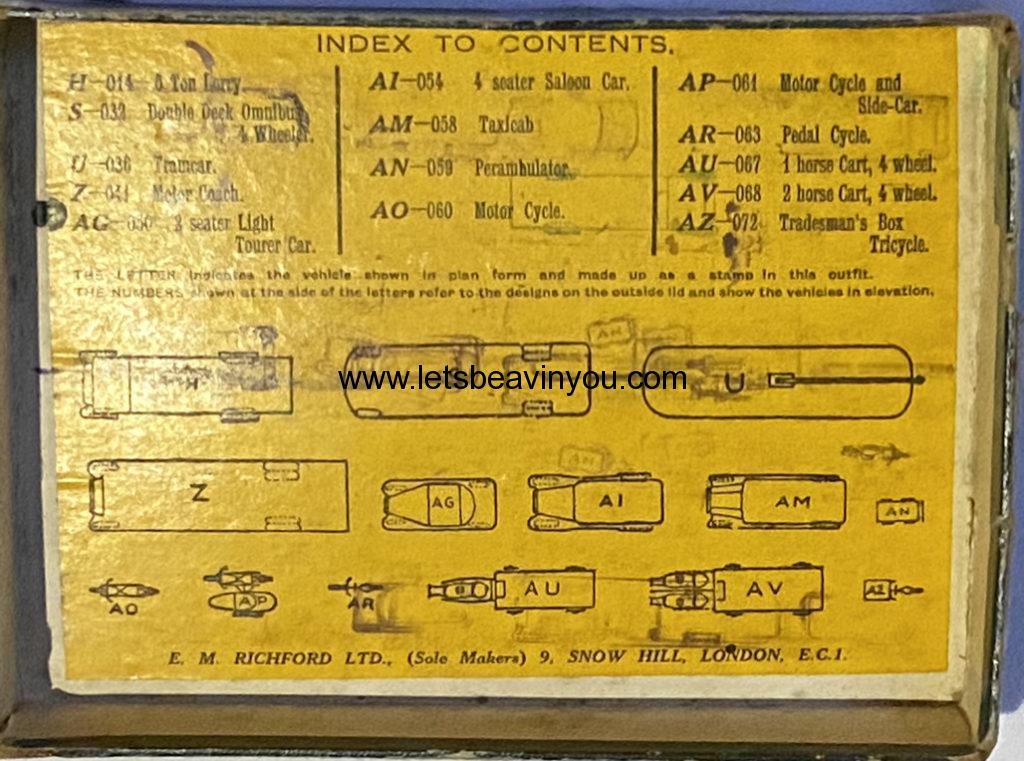 INDEX TO CONTENTS.
H—014 5 Ton Lorry
S—032 Double Deck Omnibus
4 Wheeler.
U—036 Tramcar.
Z—041 Motor Coach.
AG—050 2 seater Light
Tourer Car.
AI—054 4 seater Saloon Car.
AM—058 Taxicab
AN—059 Perambulator.
AO—060 Motor Cycle.
AP—061 Motor Cycle and
Side-Car.
AR—063 Pedal Cycle.
AU—067 1 horse Cart, 4 wheel.
AV—068 2 horse Cart, 4 wheel.
AZ—072 Tradesman's Box
Tricycle.
THE LETTER indicates the vehicle shown in plan form and made up as a stamp in this outfit.
THE NUMBERS shown at the side of the letters refer to the designs on the outside lid and show the vehicles in elevation.
AN
H
www.letsbeavinyou.com
U
AN
Z
AG
AI
AM
AN
AO
AP
AR
AU
AV
AZ
E. M. RICHFORD LTD., (Sole Makers) 9, SNOW HILL, LONDON, E.C.1.